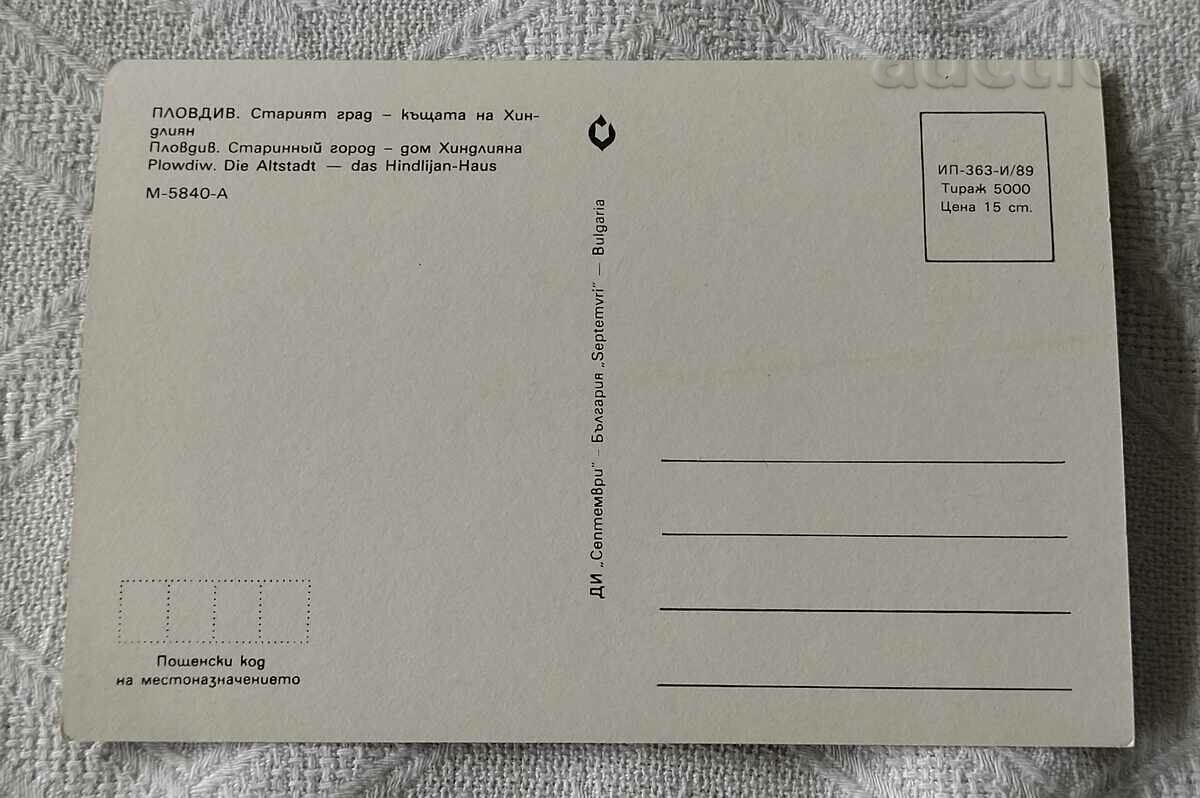 ПЛОВДИВ. Старият град – къщата на Хин-
длиян
Пловдив. Старинный город – дом Хиндлияна
Plowdiw. Die Altstadt — das Hindlijan-Haus
М-5840-А
ДИ „Септември" – България „Septemvri" — Bulgaria
ИП-363-И/89
Тираж 5000
Цена 15 ст.
Пощенски код
на местоназначението